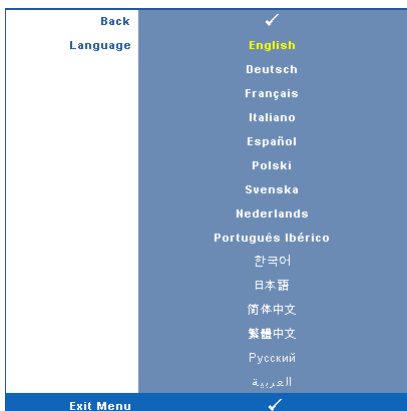 Back ✓
Language English
Deutsch
Français
Italiano
Español
Polski
Svenska
Nederlands
Português Ibérico
한국어
日本語
简体中文
繁體中文
Русский
العربية
Exit Menu ✓